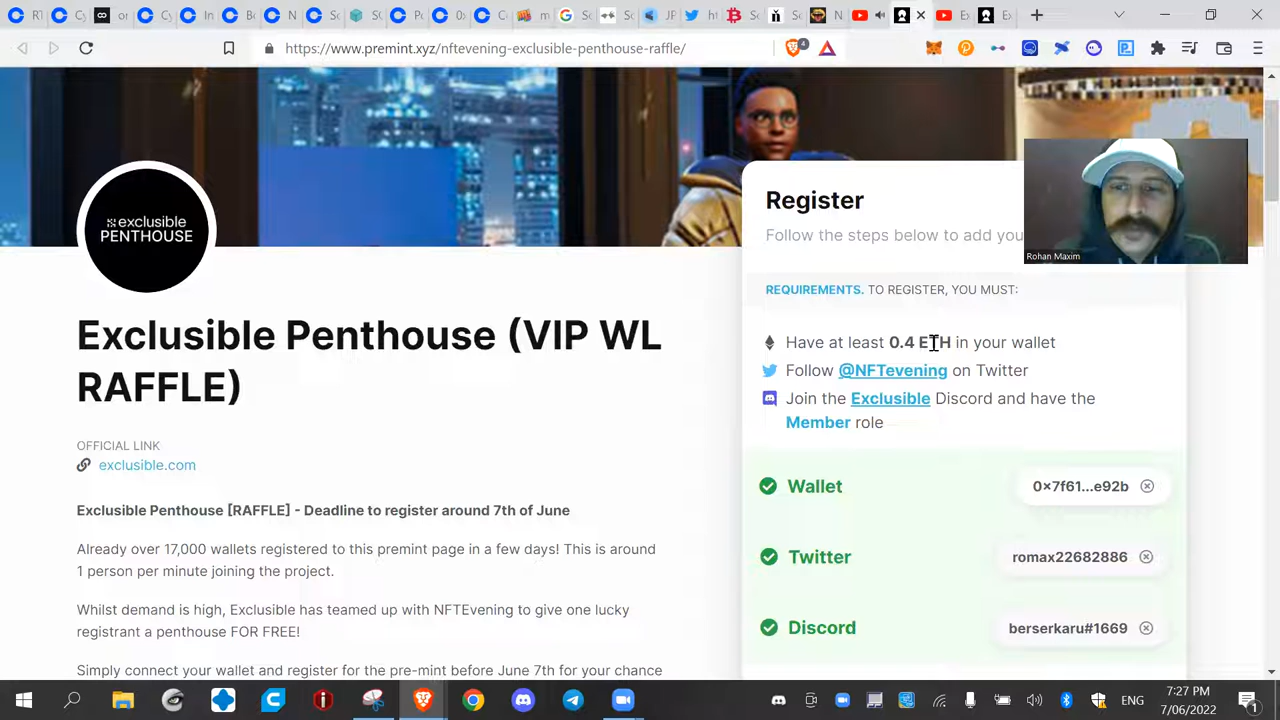 https://www.premint.xyz/nftevening-exclusible-penthouse-raffle/
4
exclusible
PENTHOUSE
Exclusible Penthouse (VIP WL
RAFFLE)
OFFICIAL LINK
exclusible.com
Exclusible Penthouse [RAFFLE] - Deadline to register around 7th of June
Already over 17,000 wallets registered to this premint page in a few days! This is around
1 person per minute joining the project.
Whilst demand is high, Exclusible has teamed up with NFTEvening to give one lucky
registrant a penthouse FOR FREE!
Simply connect your wallet and register for the pre-mint before June 7th for your chance
Register
Follow the steps below to add you
Rohan Maxim
REQUIREMENTS. TO REGISTER, YOU MUST:
Have at least 0.4 ETH in your wallet
Follow @NFTevening on Twitter
Join the Exclusible Discord and have the
Member role
Wallet
0x7f61...e92b
Twitter
romax22682886
Discord
berserkaru#1669
ENG
7:27 PM
7/06/2022
1